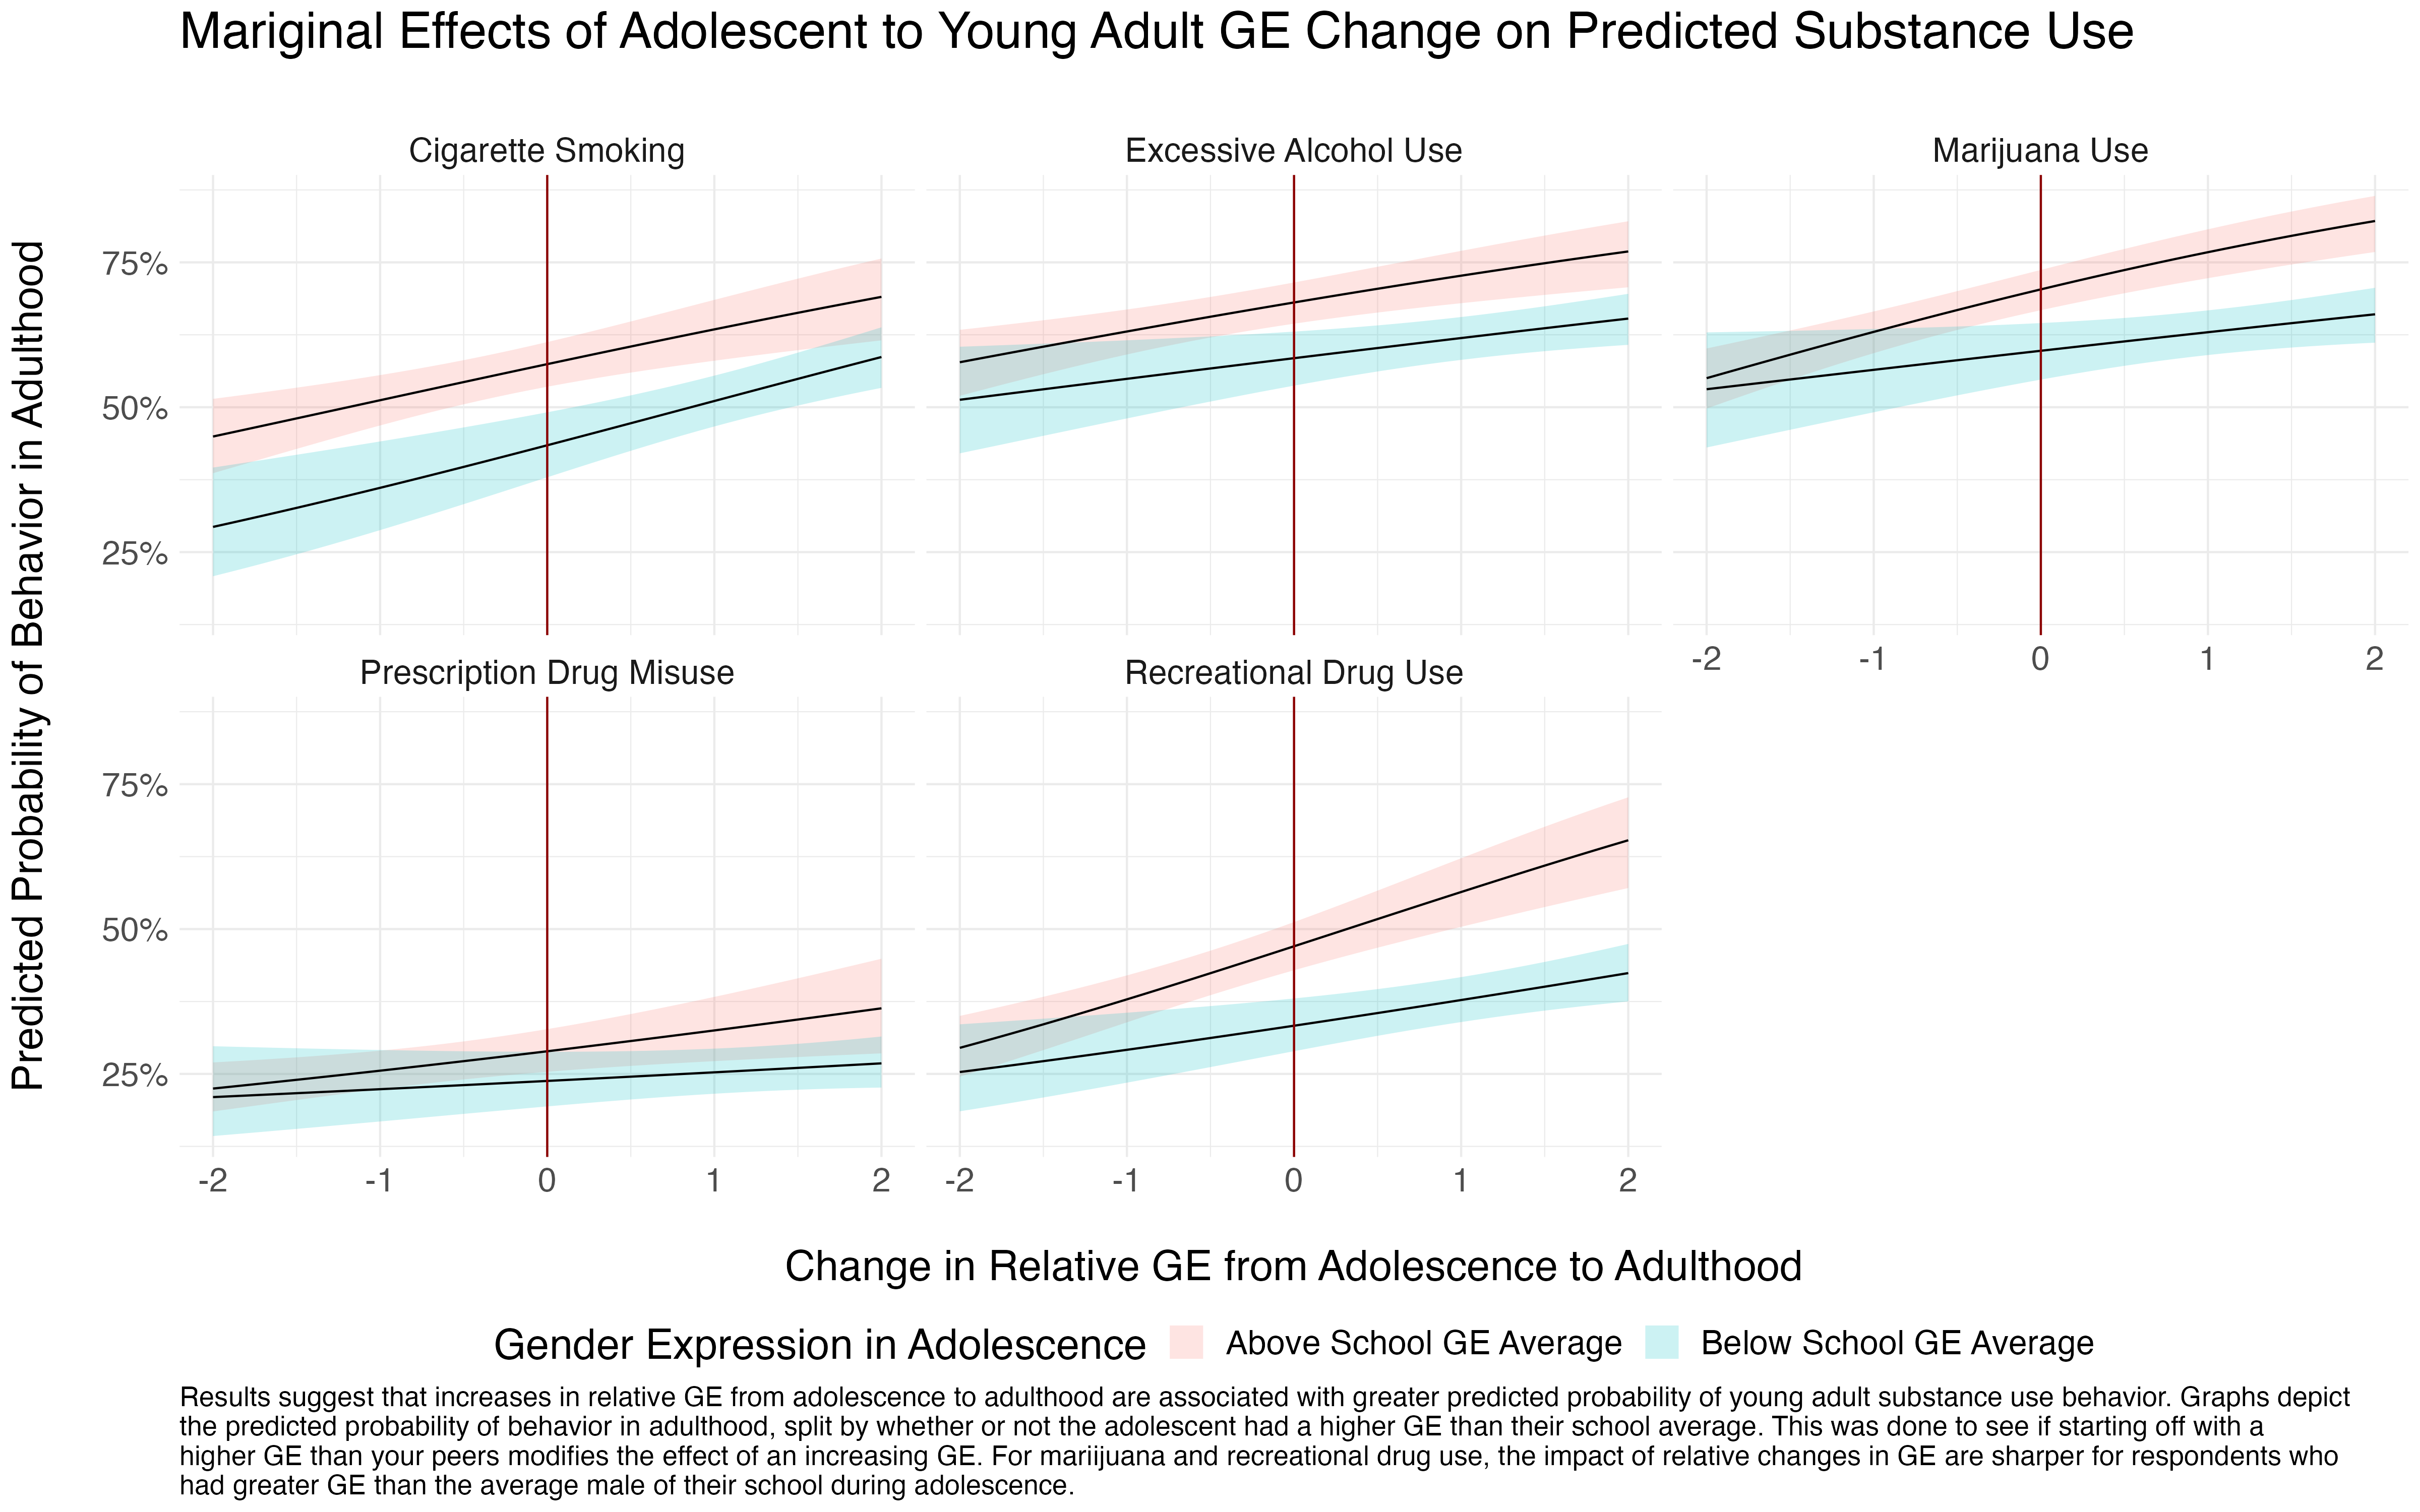 Mariginal Effects of Adolescent to Young Adult GE Change on Predicted Substance Use
Cigarette Smoking
Excessive Alcohol Use
Marijuana Use
75%
50%
25%
-2 -1 0 1 2
Prescription Drug Misuse
Recreational Drug Use
75%
50%
25%
-2 -1 0 1 2
-2 -1 0 1 2
Predicted Probability of Behavior in Adulthood
Change in Relative GE from Adolescence to Adulthood
Gender Expression in Adolescence Above School GE Average Below School GE Average
Results suggest that increases in relative GE from adolescence to adulthood are associated with greater predicted probability of young adult substance use behavior. Graphs depict
the predicted probability of behavior in adulthood, split by whether or not the adolescent had a higher GE than their school average. This was done to see if starting off with a
higher GE than your peers modifies the effect of an increasing GE. For mariijuana and recreational drug use, the impact of relative changes in GE are sharper for respondents who
had greater GE than the average male of their school during adolescence.